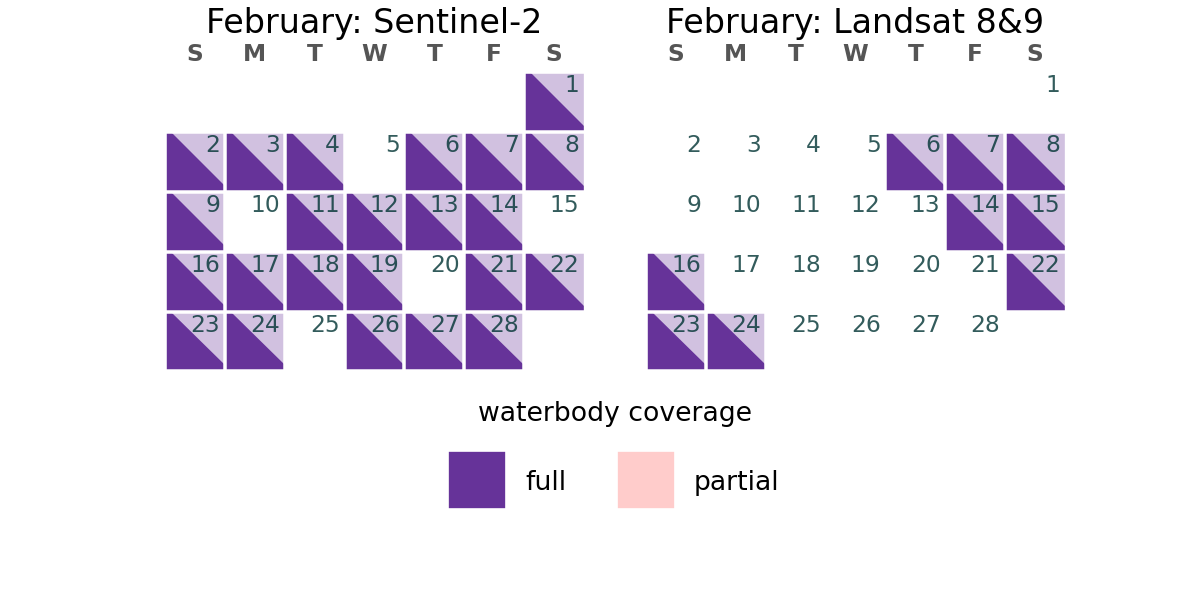 February: Sentinel-2
S M T W T F S
1
2 3 4 5 6 7 8
9 10 11 12 13 14 15
16 17 18 19 20 21 22
23 24 25 26 27 28
February: Landsat 8&9
S M T W T F S
1
2 3 4 5 6 7 8
9 10 11 12 13 14 15
16 17 18 19 20 21 22
23 24 25 26 27 28
waterbody coverage
full partial